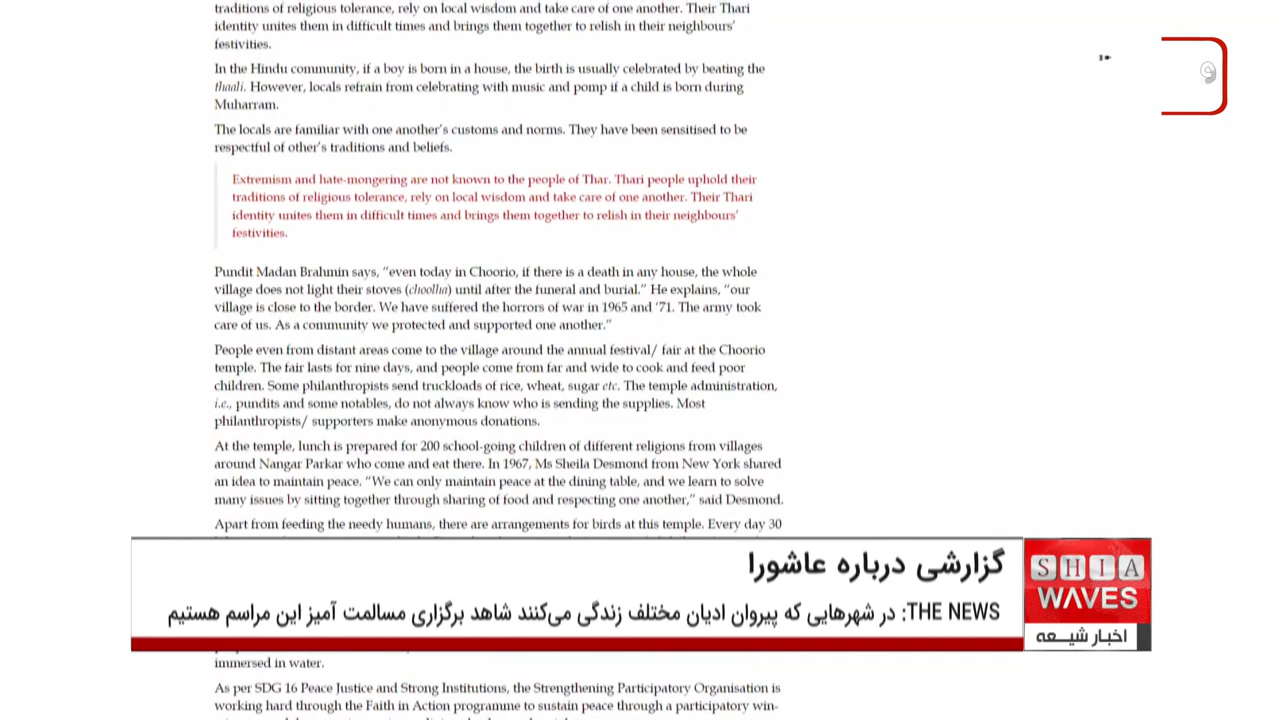 traditions of religious tolerance, rely on local wisdom and take care of one another. Their Thari
identity unites them in difficult times and brings them together to relish in their neighbours'
festivities.
In the Hindu community, if a boy is born in a house, the birth is usually celebrated by beating the
thaali. However, locals refrain from celebrating with music and pomp if a child is born during
Muharram.
The locals are familiar with one another's customs and norms. They have been sensitised to be
respectful of other's traditions and beliefs.
Extremism and hate-mongering are not known to the people of Thar. Thari people uphold their
traditions of religious tolerance, rely on local wisdom and take care of one another. Their Thari
identity unites them in difficult times and brings them together to relish in their neighbours'
festivities.
Pundit Madan Brahmin says, "even today in Choorio, if there is a death in any house, the whole
village does not light their stoves (choolha) until after the funeral and burial." He explains, "our
village is close to the border. We have suffered the horrors of war in 1965 and '71. The army took
care of us. As a community we protected and supported one another."
People even from distant areas come to the village around the annual festival/ fair at the Choorio
temple. The fair lasts for nine days, and people come from far and wide to cook and feed poor
children. Some philanthropists send truckloads of rice, wheat, sugar etc. The temple administration,
i.e., pundits and some notables, do not always know who is sending the supplies. Most
philanthropists/ supporters make anonymous donations.
At the temple, lunch is prepared for 200 school-going children of different religions from villages
around Nangar Parkar who come and eat there. In 1967, Ms Sheila Desmond from New York shared
an idea to maintain peace. "We can only maintain peace at the dining table, and we learn to solve
many issues by sitting together through sharing of food and respecting one another," said Desmond.
Apart from feeding the needy humans, there are arrangements for birds at this temple. Every day 30
گزارشی درباره عاشورا
THE NEWS: در شهرهایی که پیروان ادیان مختلف زندگی می‌کنند شاهد برگزاری مسالمت آمیز این مراسم هستیم
SHIA
WAVES
اخبار شیعه
immersed in water.
As per SDG 16 Peace Justice and Strong Institutions, the Strengthening Participatory Organisation is
working hard through the Faith in Action programme to sustain peace through a participatory win-